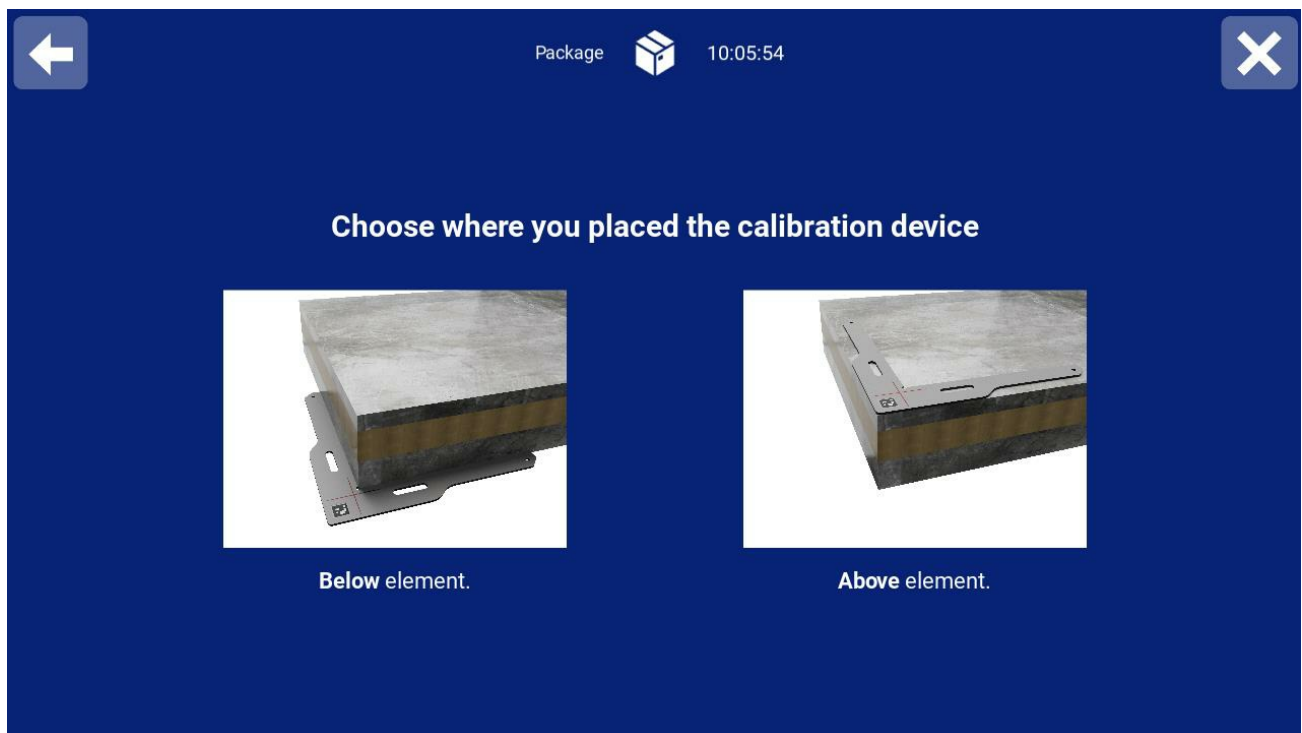 Package 10:05:54
Choose where you placed the calibration device
Below element.
Above element.